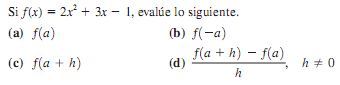 Si f(x) = 2x² + 3x − 1, evalúe lo siguiente.
(a) f(a) (b) f(−a)
(c) f(a + h) (d) f(a + h) − f(a) / h, h ≠ 0